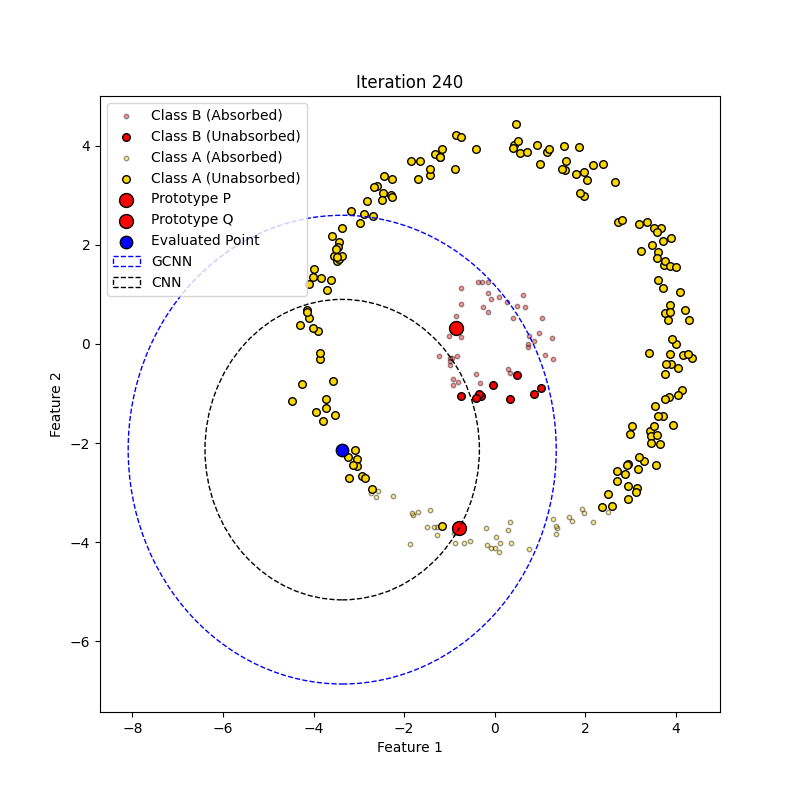 Iteration 240
Class B (Absorbed)
Class B (Unabsorbed)
Class A (Absorbed)
Class A (Unabsorbed)
Prototype P
Prototype Q
Evaluated Point
GCNN
CNN
4
2
0
−2
−4
−6
Feature 2
−8 −6 −4 −2 0 2 4
Feature 1